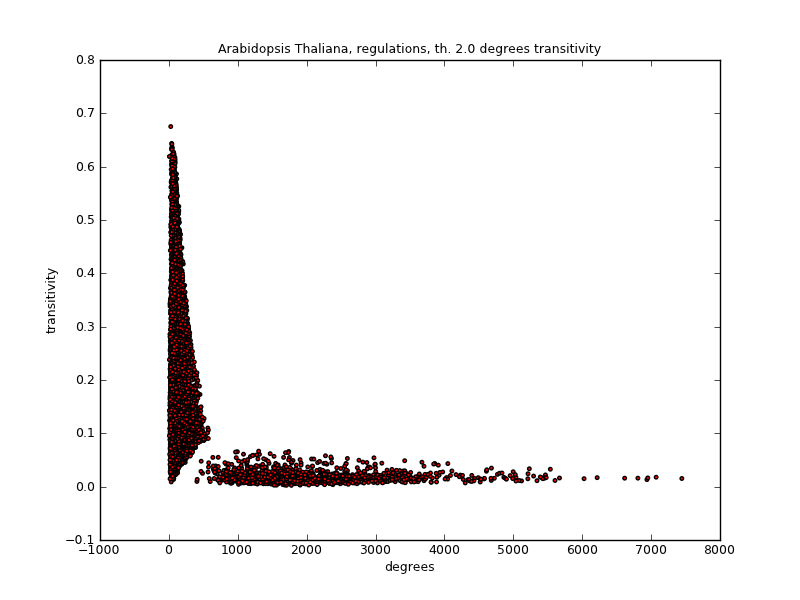 Arabidopsis Thaliana, regulations, th. 2.0 degrees transitivity
0.8
0.7
0.6
0.5
0.4
0.3
0.2
0.1
0.0
−0.1
transitivity
−1000 0 1000 2000 3000 4000 5000 6000 7000 8000
degrees